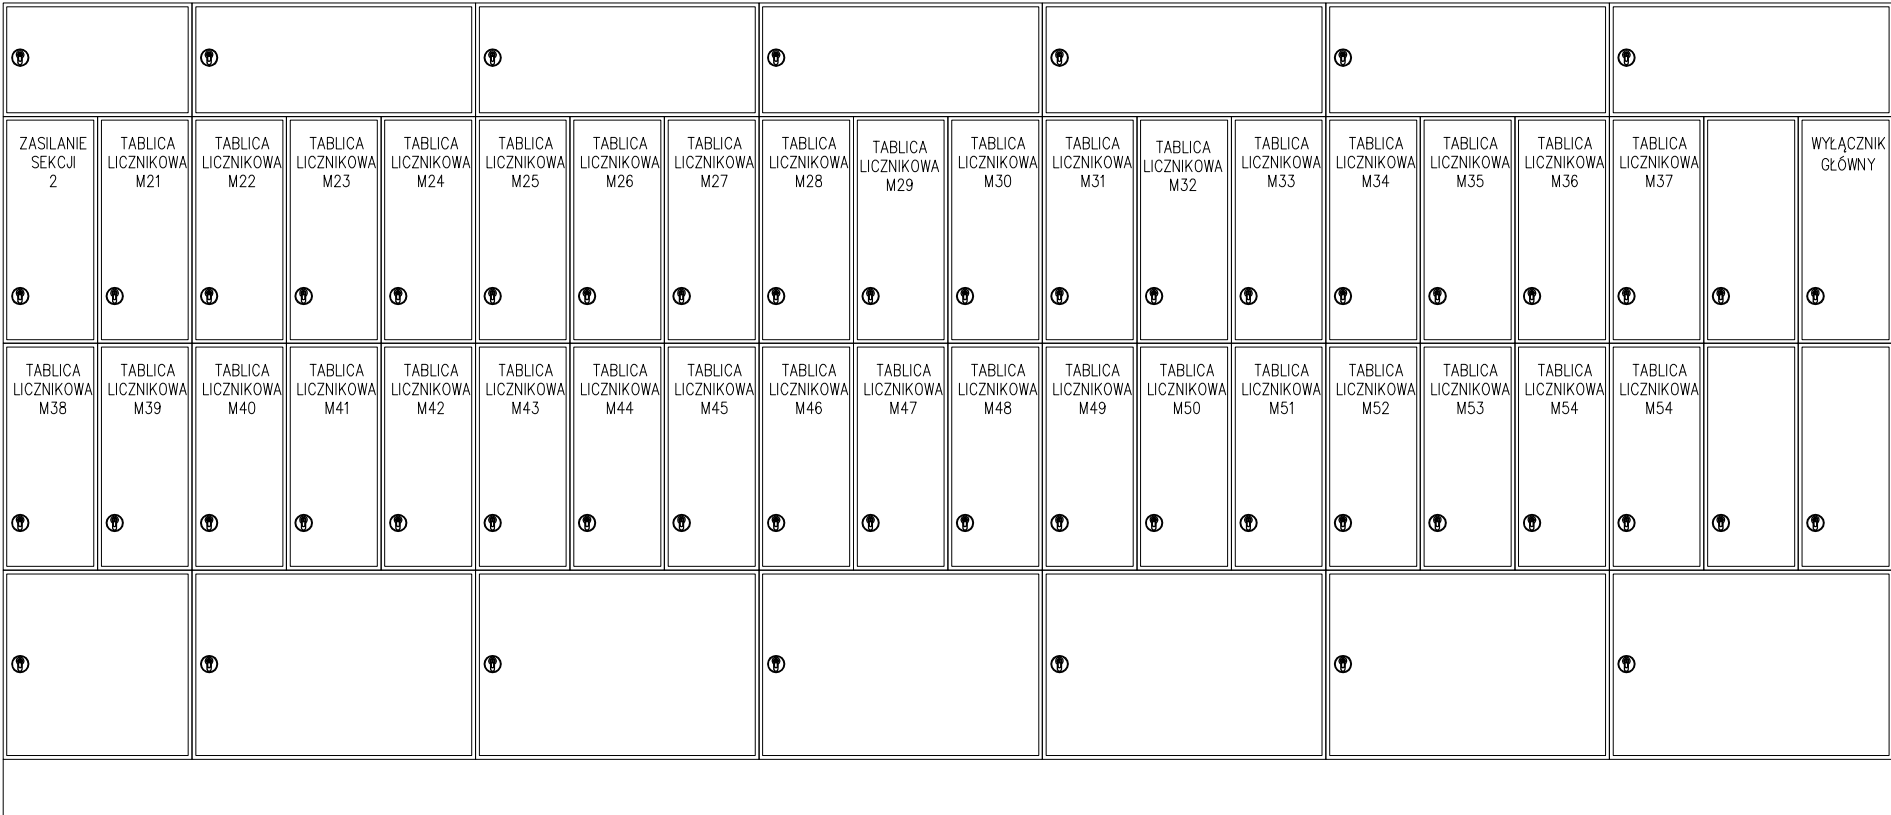 ZASILANIE
SEKCJI
2
TABLICA
LICZNIKOWA
M21
TABLICA
LICZNIKOWA
M22
TABLICA
LICZNIKOWA
M23
TABLICA
LICZNIKOWA
M24
TABLICA
LICZNIKOWA
M25
TABLICA
LICZNIKOWA
M26
TABLICA
LICZNIKOWA
M27
TABLICA
LICZNIKOWA
M28
TABLICA
LICZNIKOWA
M29
TABLICA
LICZNIKOWA
M30
TABLICA
LICZNIKOWA
M31
TABLICA
LICZNIKOWA
M32
TABLICA
LICZNIKOWA
M33
TABLICA
LICZNIKOWA
M34
TABLICA
LICZNIKOWA
M35
TABLICA
LICZNIKOWA
M36
TABLICA
LICZNIKOWA
M37
WYŁĄCZNIK
GŁÓWNY
TABLICA
LICZNIKOWA
M38
TABLICA
LICZNIKOWA
M39
TABLICA
LICZNIKOWA
M40
TABLICA
LICZNIKOWA
M41
TABLICA
LICZNIKOWA
M42
TABLICA
LICZNIKOWA
M43
TABLICA
LICZNIKOWA
M44
TABLICA
LICZNIKOWA
M45
TABLICA
LICZNIKOWA
M46
TABLICA
LICZNIKOWA
M47
TABLICA
LICZNIKOWA
M48
TABLICA
LICZNIKOWA
M49
TABLICA
LICZNIKOWA
M50
TABLICA
LICZNIKOWA
M51
TABLICA
LICZNIKOWA
M52
TABLICA
LICZNIKOWA
M53
TABLICA
LICZNIKOWA
M54
TABLICA
LICZNIKOWA
M54